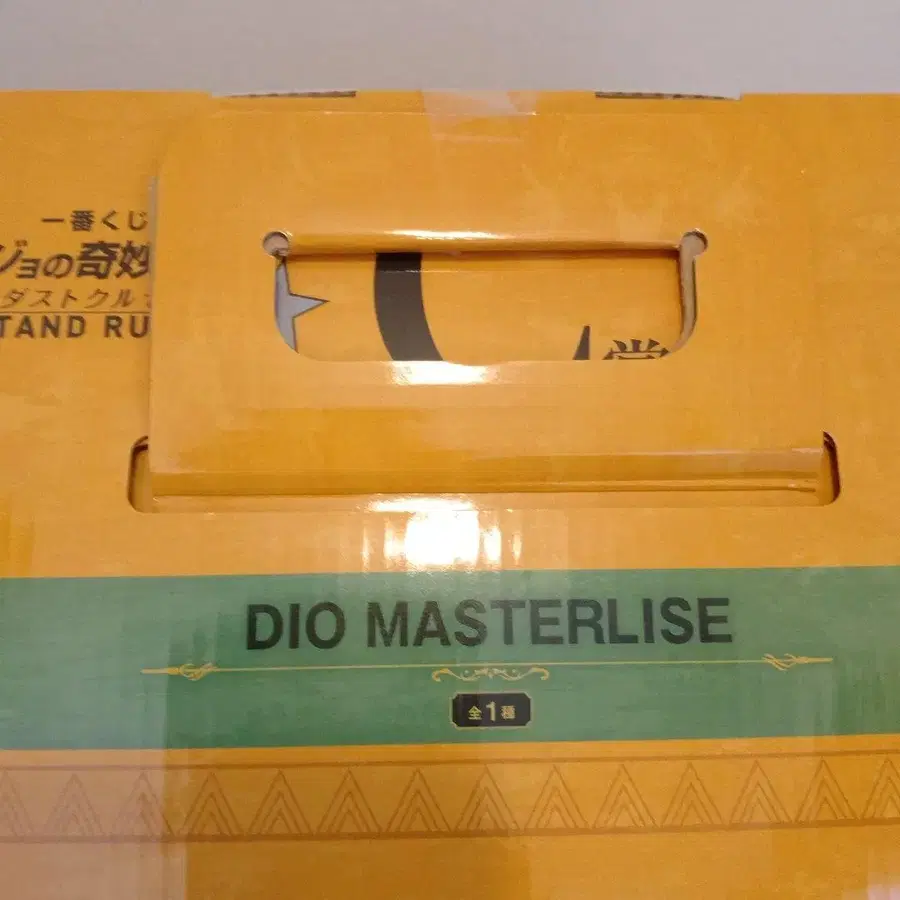 一番くじ
ジョの奇妙
ダストクル
TAND RU
賞
DIO MASTERLISE
全1種